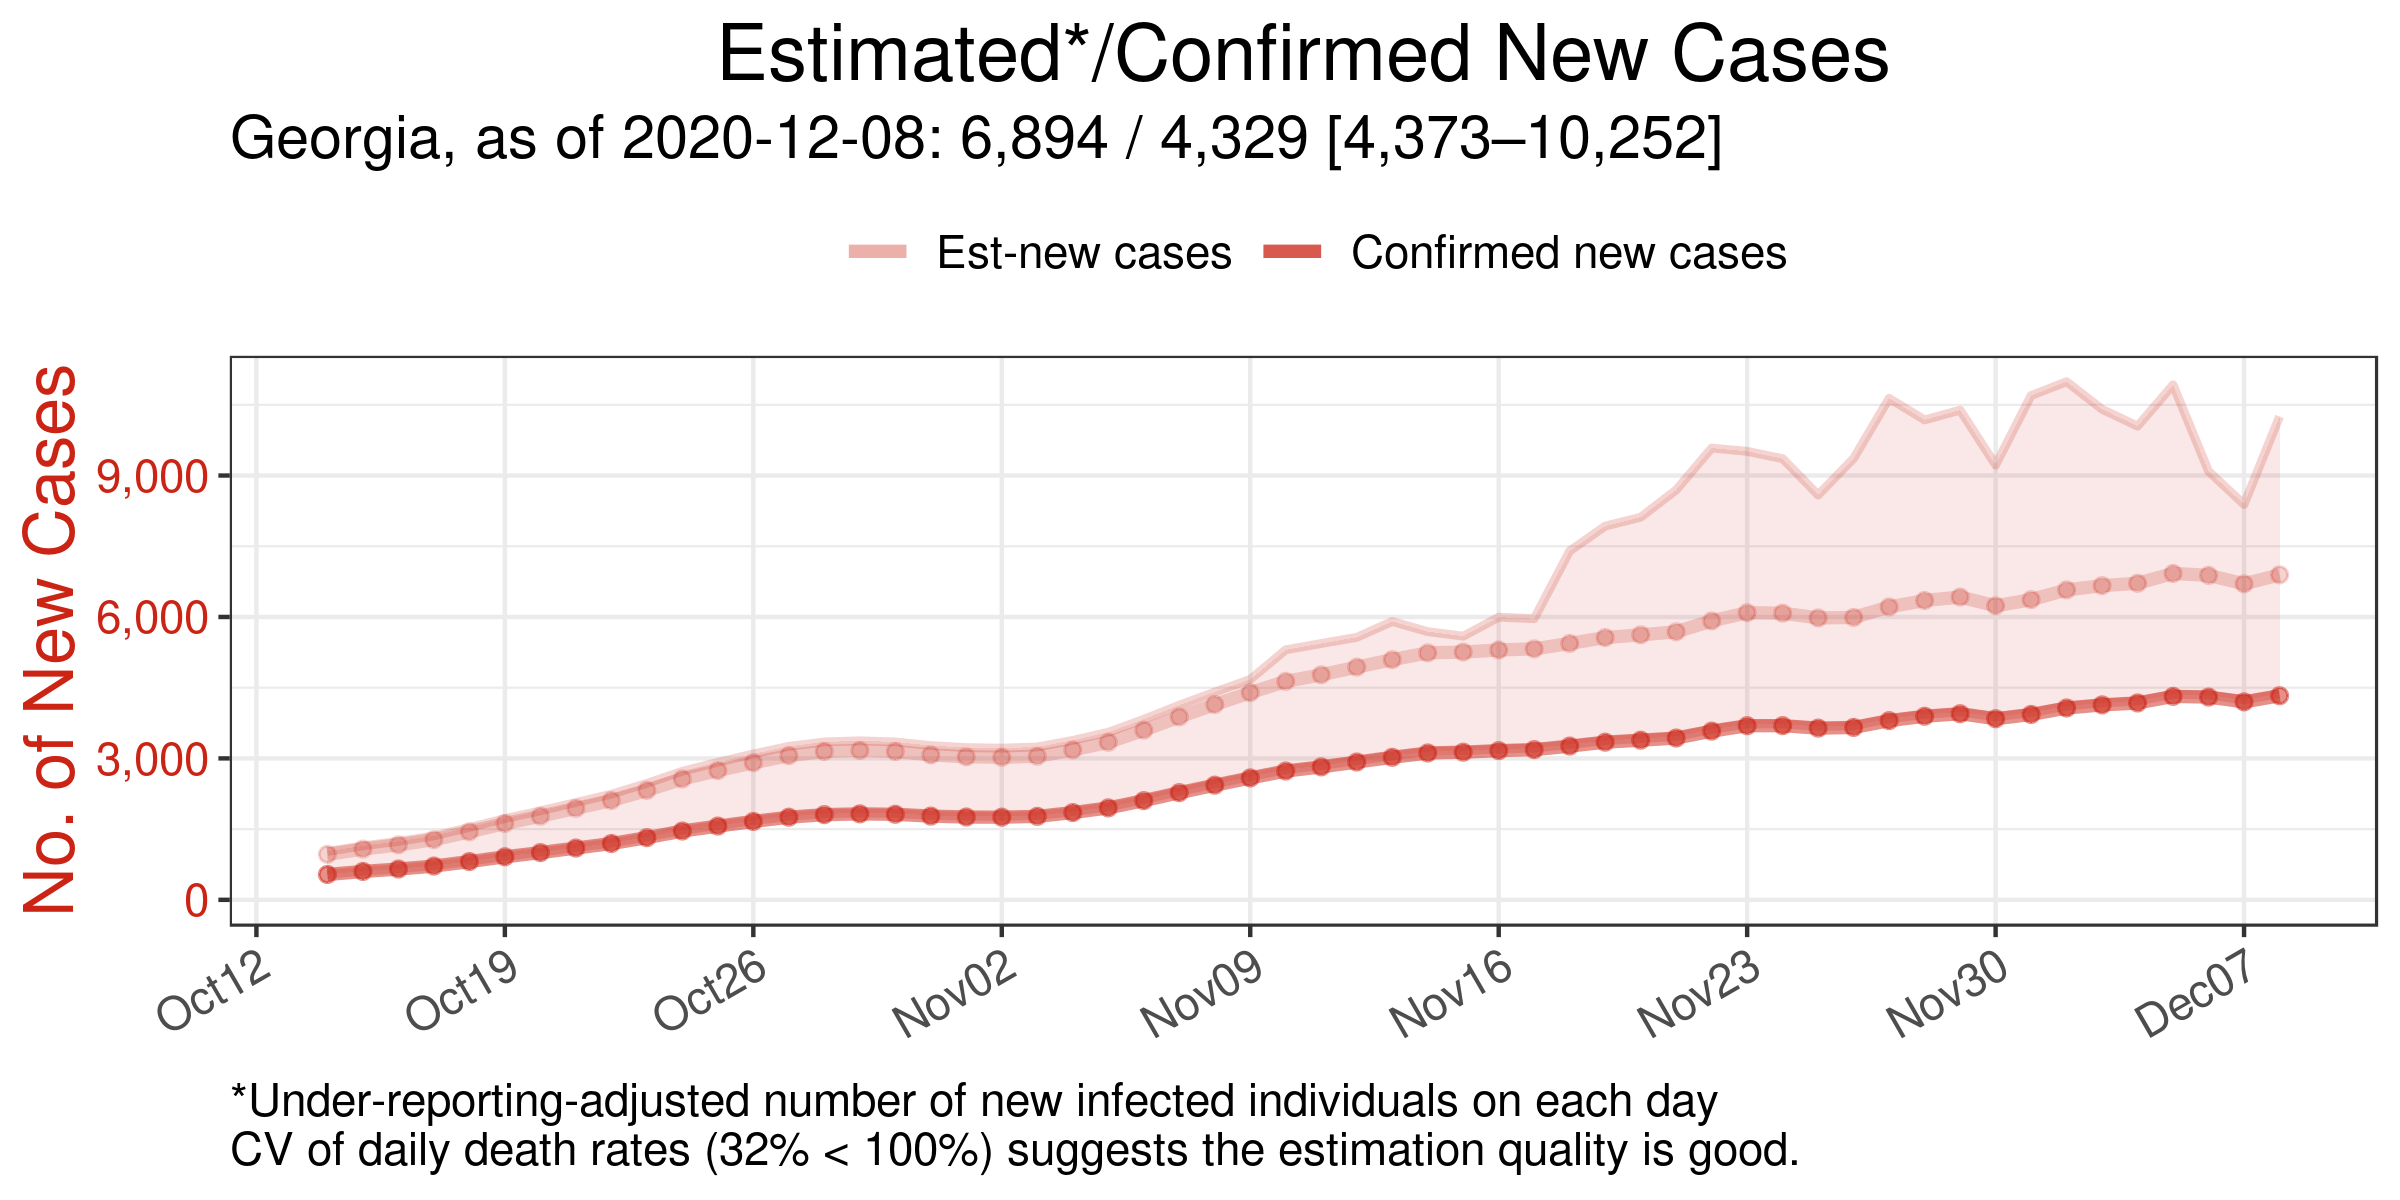 Estimated*/Confirmed New Cases
Georgia, as of 2020-12-08: 6,894 / 4,329 [4,373–10,252]
Est-new cases
Confirmed new cases
No. of New Cases
9,000
6,000
3,000
0
Oct12
Oct19
Oct26
Nov02
Nov09
Nov16
Nov23
Nov30
Dec07
*Under-reporting-adjusted number of new infected individuals on each day
CV of daily death rates (32% < 100%) suggests the estimation quality is good.